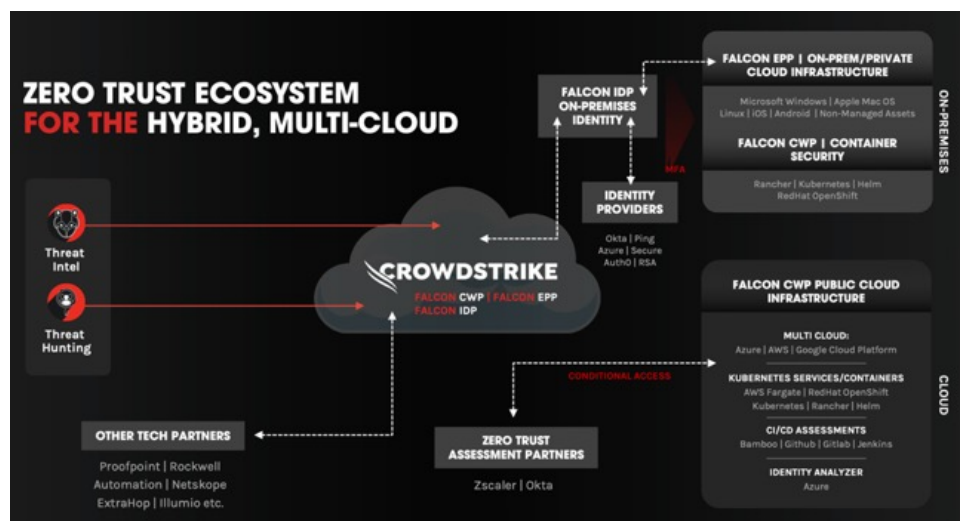 ZERO TRUST ECOSYSTEM
FOR THE HYBRID, MULTI-CLOUD
Threat
Intel
Threat
Hunting
CROWDSTRIKE
FALCON CWP | FALCON EPP
FALCON IDP
FALCON IDP
ON-PREMISES
IDENTITY
MFA
IDENTITY
PROVIDERS
Okta | Ping
Azure | Secure
Auth0 | RSA
FALCON EPP | ON-PREM/PRIVATE
CLOUD INFRASTRUCTURE
Microsoft Windows | Apple Mac OS
Linux | iOS | Android | Non-Managed Assets
FALCON CWP | CONTAINER
SECURITY
Rancher | Kubernetes | Helm
RedHat OpenShift
ON-PREMISES
FALCON CWP PUBLIC CLOUD
INFRASTRUCTURE
MULTI CLOUD:
Azure | AWS | Google Cloud Platform
KUBERNETES SERVICES/CONTAINERS
AWS Fargate | RedHat OpenShift
Kubernetes | Rancher | Helm
CI/CD ASSESSMENTS
Bamboo | Github | Gitlab | Jenkins
IDENTITY ANALYZER
Azure
CLOUD
CONDITIONAL ACCESS
OTHER TECH PARTNERS
Proofpoint | Rockwell
Automation | Netskope
ExtraHop | Illumio etc.
ZERO TRUST
ASSESSMENT PARTNERS
Zscaler | Okta